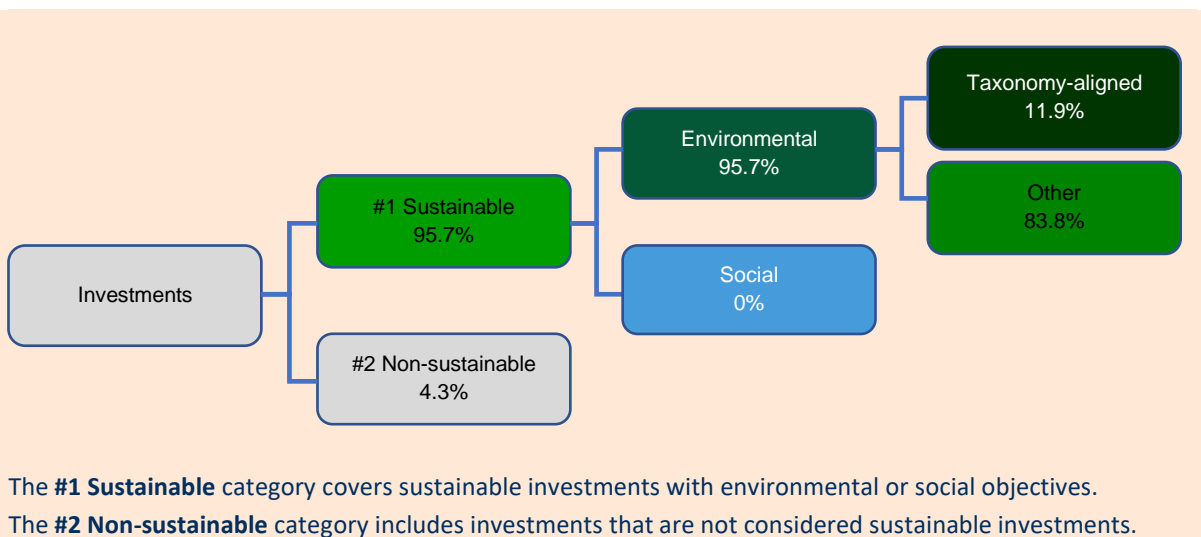 Taxonomy-aligned
11.9%
Environmental
95.7%
Other
83.8%
#1 Sustainable
95.7%
Social
0%
Investments
#2 Non-sustainable
4.3%
The #1 Sustainable category covers sustainable investments with environmental or social objectives.
The #2 Non-sustainable category includes investments that are not considered sustainable investments.